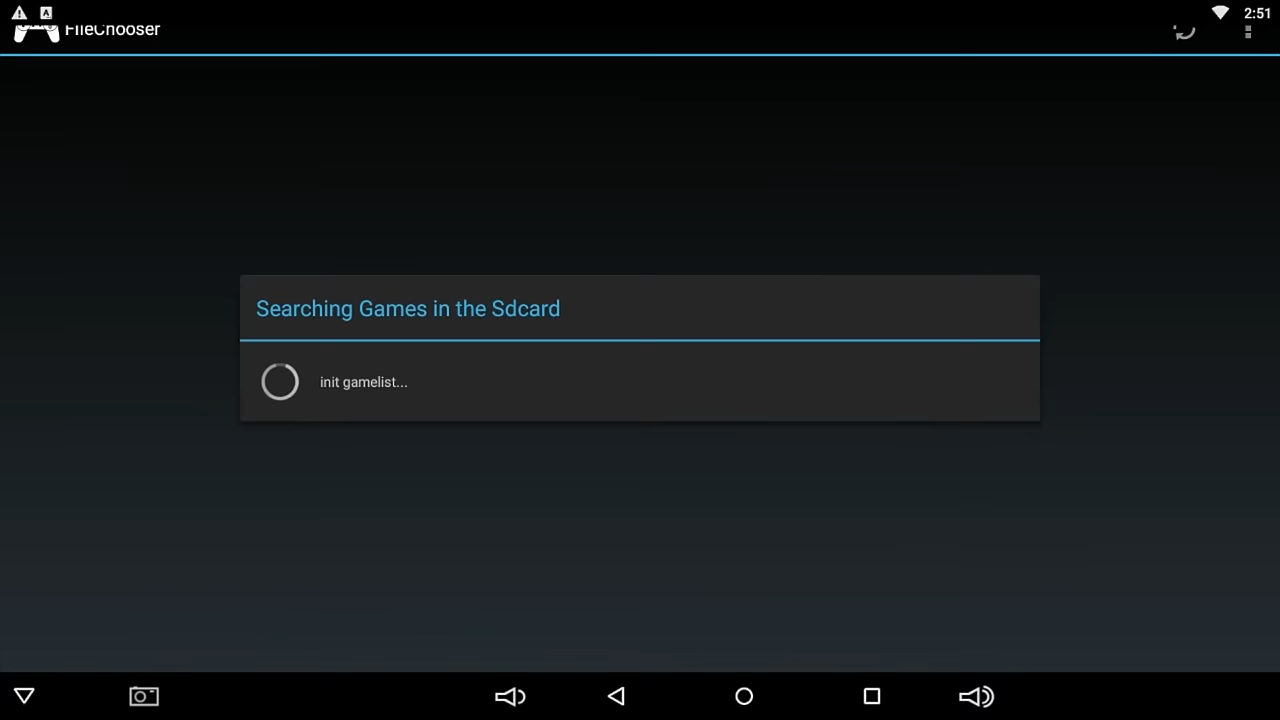 A
2:51
FileChooser
Searching Games in the Sdcard
init gamelist...